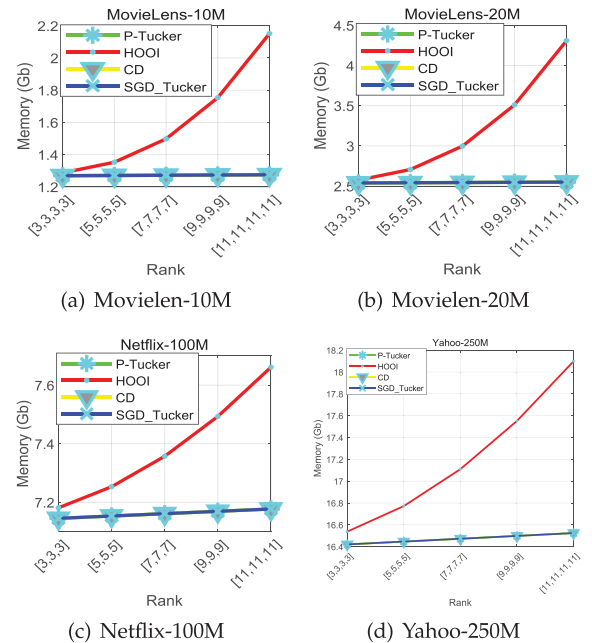 MovieLens-10M
2.2
2
1.8
1.6
1.4
1.2
Memory (Gb)
P-Tucker
HOOI
CD
SGD_Tucker
[3,3,3,3]
[5,5,5,5]
[7,7,7,7]
[9,9,9,9]
[11,11,11,11]
Rank
(a) Movielen-10M
MovieLens-20M
4.5
4
3.5
3
2.5
Memory (Gb)
P-Tucker
HOOI
CD
SGD_Tucker
[3,3,3,3]
[5,5,5,5]
[7,7,7,7]
[9,9,9,9]
[11,11,11,11]
Rank
(b) Movielen-20M
Netflix-100M
7.6
7.4
7.2
Memory (Gb)
P-Tucker
HOOI
CD
SGD_Tucker
[3,3,3]
[5,5,5]
[7,7,7]
[9,9,9]
[11,11,11]
Rank
(c) Netflix-100M
Yahoo-250M
18.2
18
17.8
17.6
17.4
17.2
17
16.8
16.6
16.4
Memory (Gb)
P-Tucker
HOOI
CD
SGD_Tucker
[3,3,3,3]
[5,5,5,5]
[7,7,7,7]
[9,9,9,9]
[11,11,11,11]
Rank
(d) Yahoo-250M